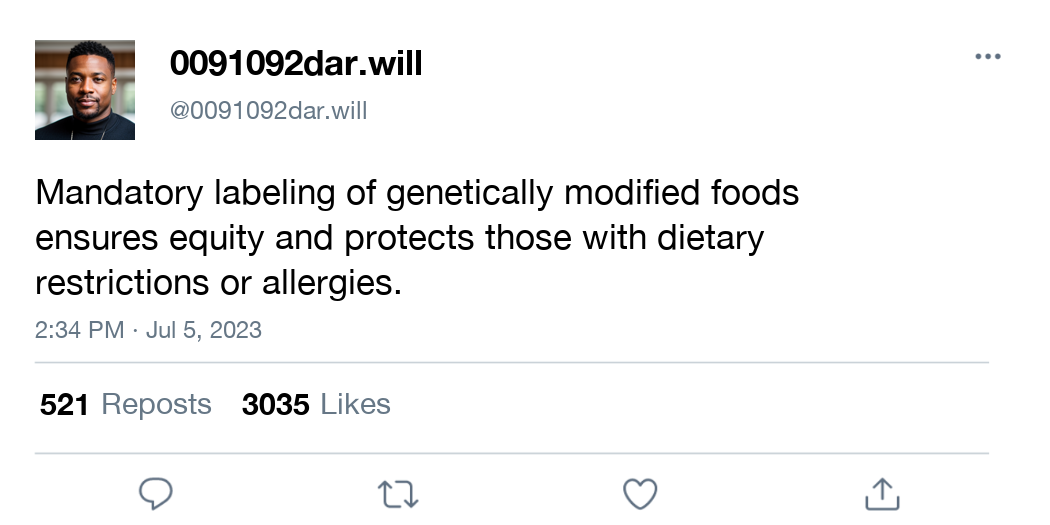 0091092dar.will
@0091092dar.will
Mandatory labeling of genetically modified foods
ensures equity and protects those with dietary
restrictions or allergies.
2:34 PM · Jul 5, 2023
521 Reposts 3035 Likes